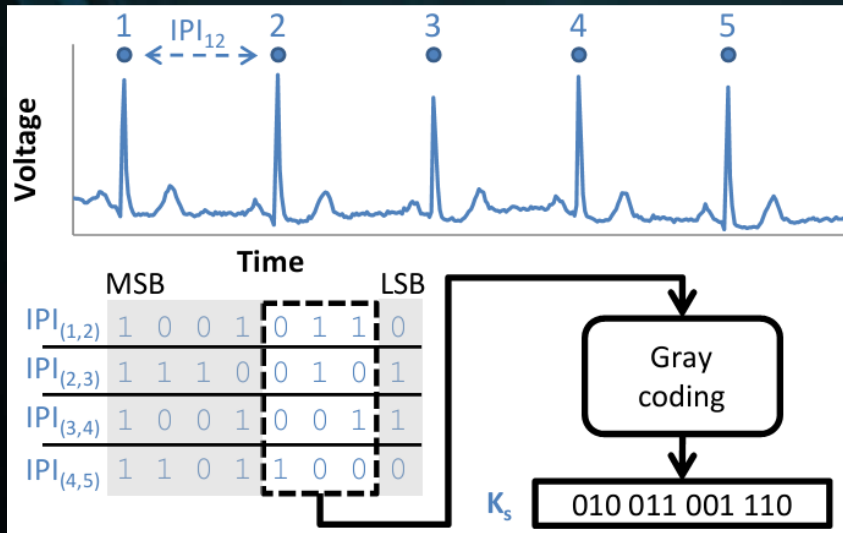 1 2 3 4 5
IPI12
Voltage
Time
MSB LSB
IPI(1,2) 1 0 0 1 0 1 1 0
IPI(2,3) 1 1 1 0 0 1 0 1
IPI(3,4) 1 0 0 1 0 0 1 1
IPI(4,5) 1 1 0 1 1 0 0 0
Gray
coding
Ks 010 011 001 110